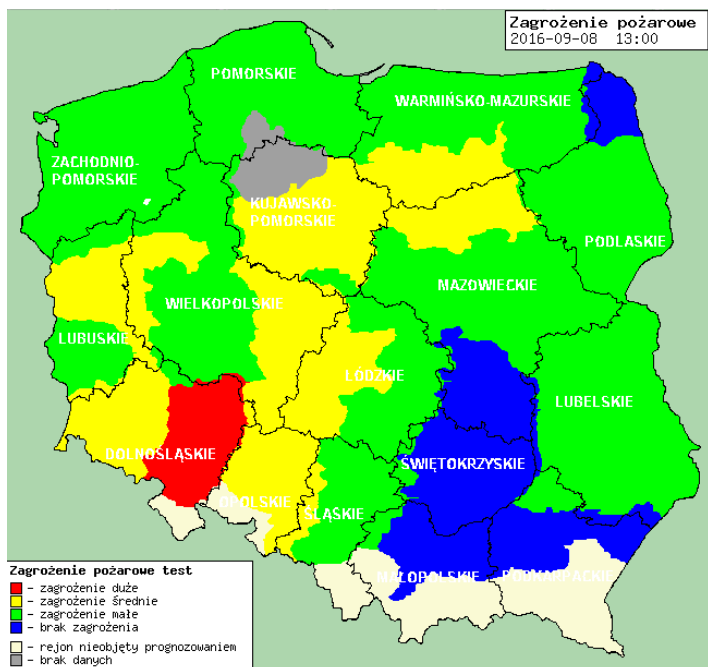 Zagrożenie pożarowe
2016-09-08 13:00
POMORSKIE
WARMIŃSKO-MAZURSKIE
ZACHODNIO-
POMORSKIE
KUJAWSKO-
POMORSKIE
PODLASKIE
MAZOWIECKIE
WIELKOPOLSKIE
LUBUSKIE
ŁÓDZKIE
LUBELSKIE
DOLNOŚLĄSKIE
ŚWIĘTOKRZYSKIE
OPOLSKIE
ŚLĄSKIE
MAŁOPOLSKIE
PODKARPACKIE
Zagrożenie pożarowe test
– zagrożenie duże
– zagrożenie średnie
– zagrożenie małe
– brak zagrożenia
– rejon nieobjęty prognozowaniem
– brak danych